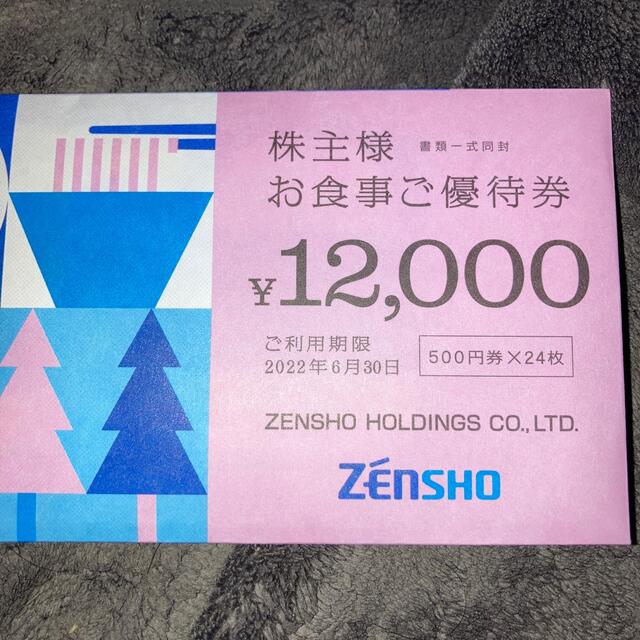 株主様 書類一式同封
お食事ご優待券
¥12,000
ご利用期限
2022年6月30日
500円券×24枚
ZENSHO HOLDINGS CO., LTD.
ZÉNSHO